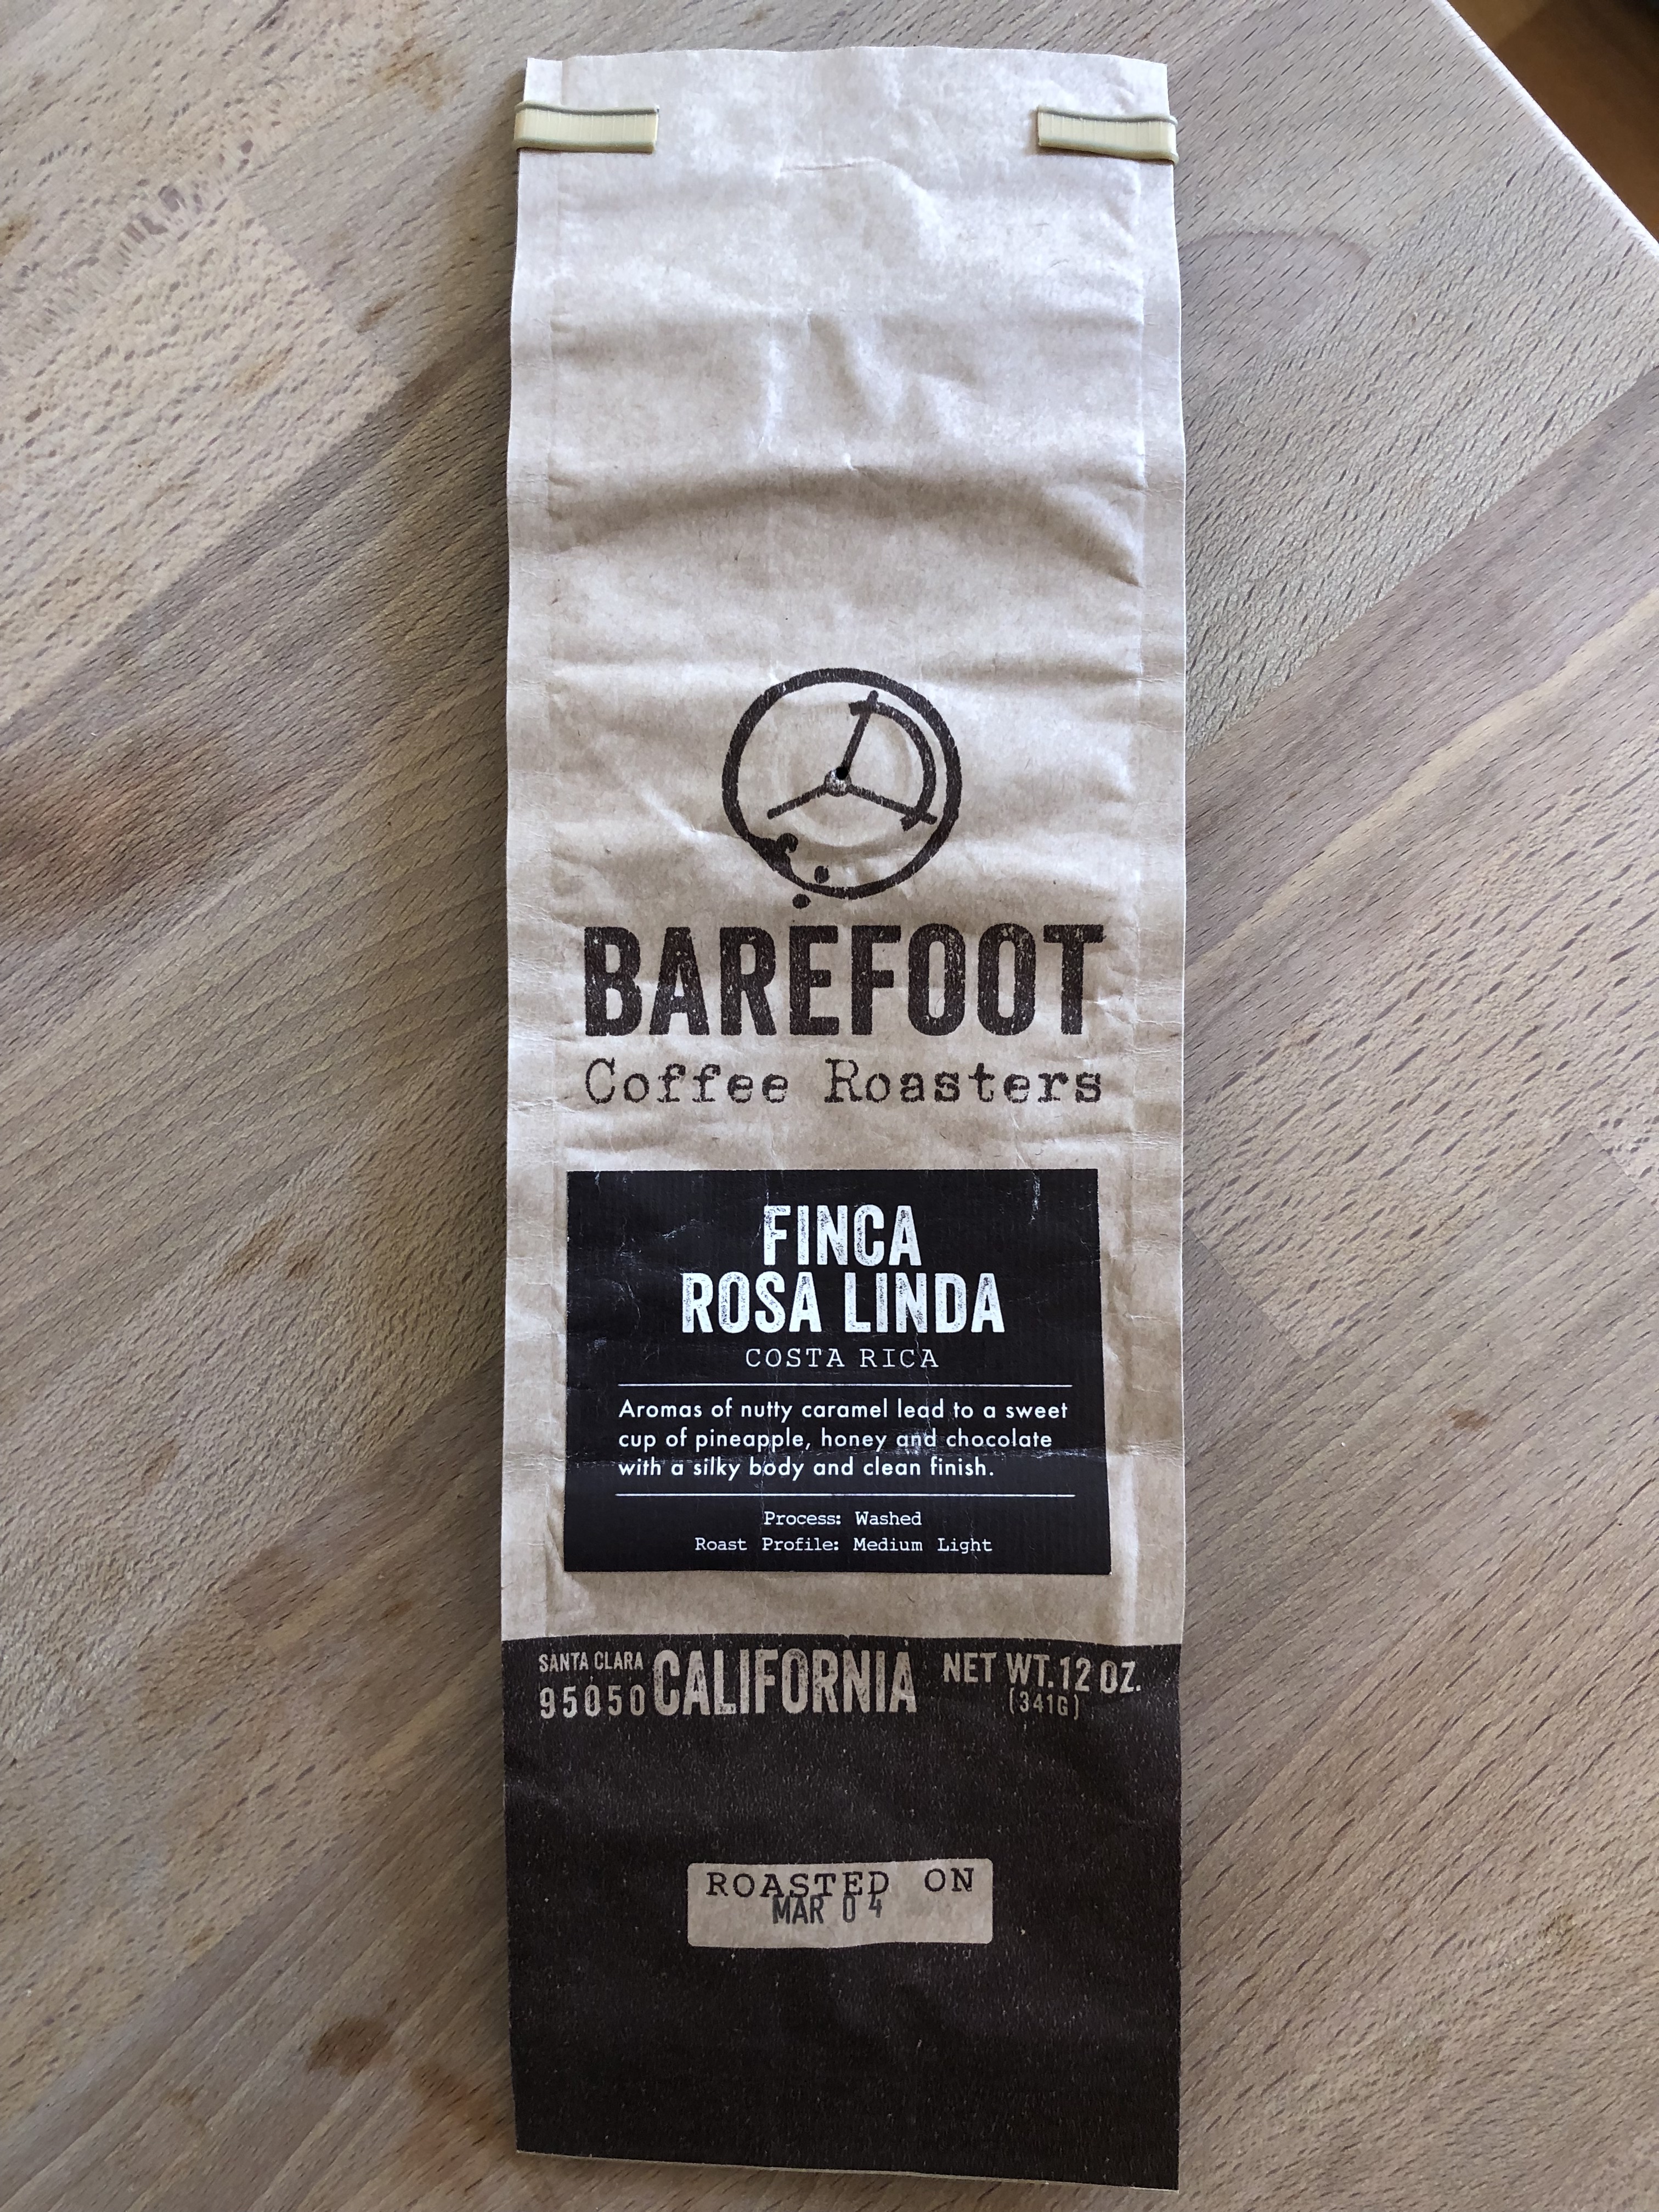 BAREFOOT
Coffee Roasters
FINCA
ROSA LINDA
COSTA RICA
Aromas of nutty caramel lead to a sweet
cup of pineapple, honey and chocolate
with a silky body and clean finish.
Process: Washed
Roast Profile: Medium Light
SANTA CLARA
95050
CALIFORNIA
NET WT.12 OZ.
(341G)
ROASTED ON
MAR 04